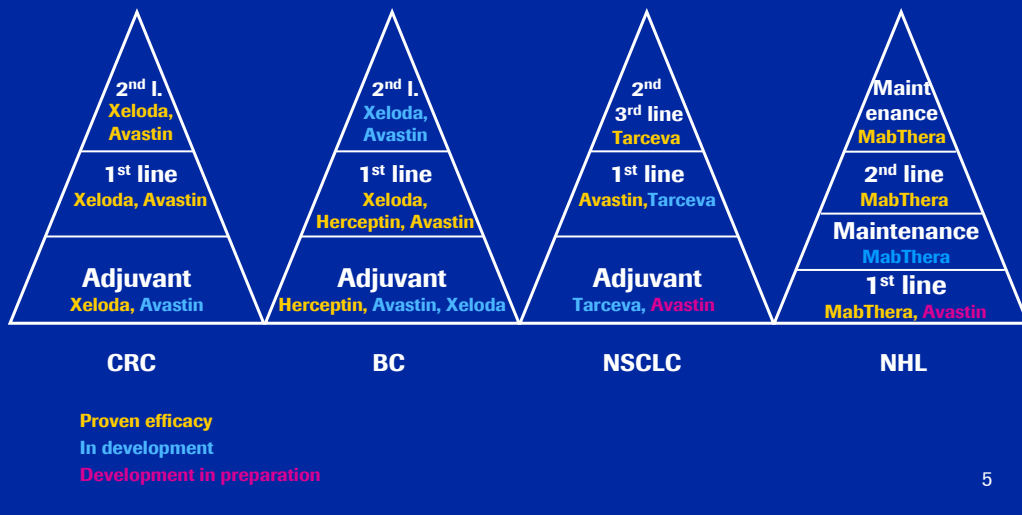 2nd l.
Xeloda,
Avastin
1st line
Xeloda, Avastin
Adjuvant
Xeloda, Avastin
CRC
2nd l.
Xeloda,
Avastin
1st line
Xeloda,
Herceptin, Avastin
Adjuvant
Herceptin, Avastin, Xeloda
BC
2nd
3rd line
Tarceva
1st line
Avastin,Tarceva
Adjuvant
Tarceva, Avastin
NSCLC
Maint
enance
MabThera
2nd line
MabThera
Maintenance
MabThera
1st line
MabThera, Avastin
NHL
Proven efficacy
In development
Development in preparation
5